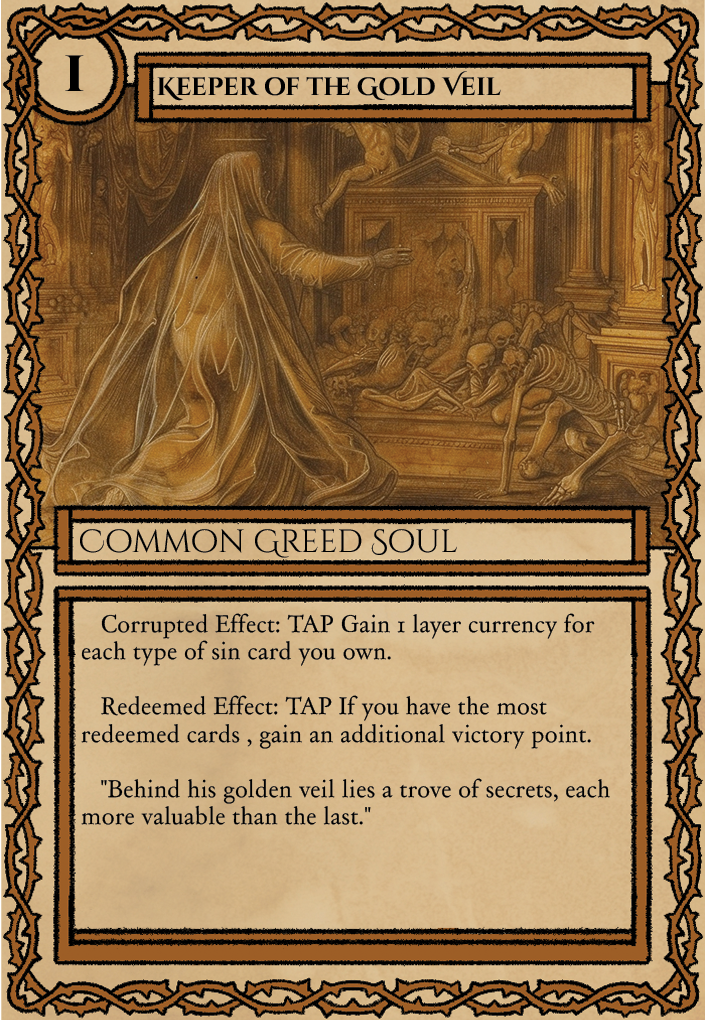 I
Keeper of the Gold Veil
Common Greed Soul
Corrupted Effect: TAP Gain 1 layer currency for
each type of sin card you own.
Redeemed Effect: TAP If you have the most
redeemed cards , gain an additional victory point.
"Behind his golden veil lies a trove of secrets, each
more valuable than the last."